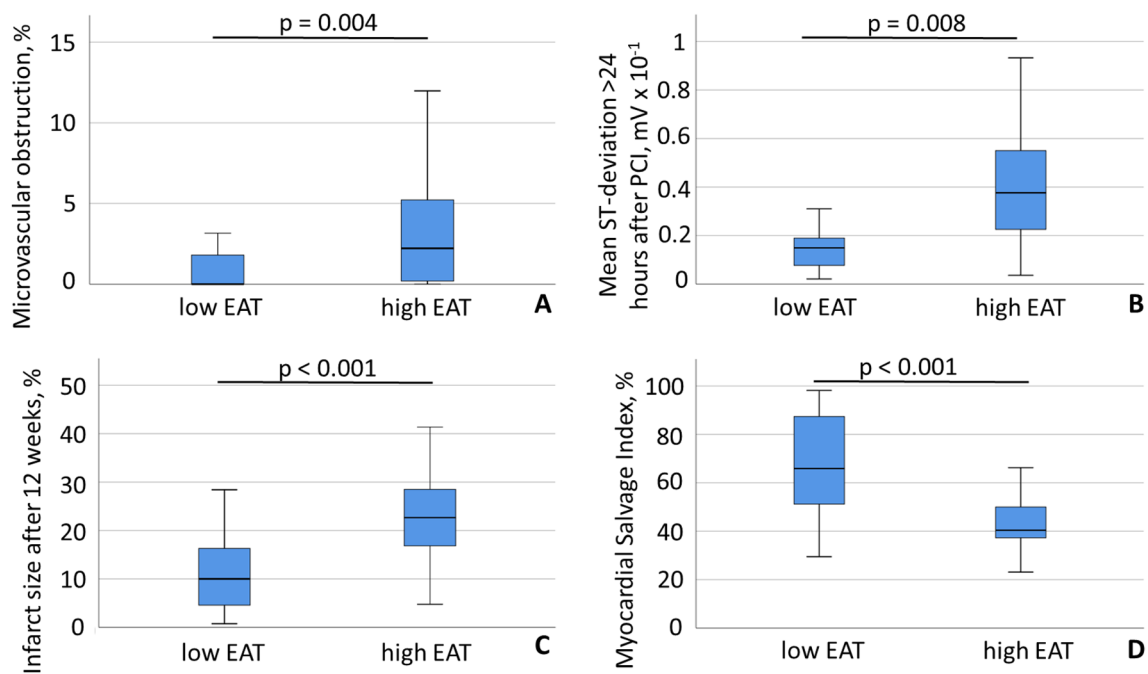 p = 0.004
Microvascular obstruction, %
15
10
5
0
low EAT
high EAT
A
p = 0.008
Mean ST-deviation >24
hours after PCI, mV x 10⁻¹
1
0.8
0.6
0.4
0.2
0
low EAT
high EAT
B
p < 0.001
Infarct size after 12 weeks, %
50
40
30
20
10
0
low EAT
high EAT
C
p < 0.001
Myocardial Salvage Index, %
100
80
60
40
20
0
low EAT
high EAT
D